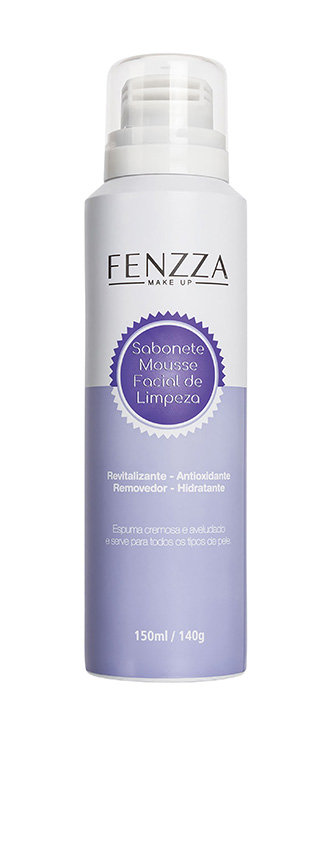 FENZZA
MAKE UP
Sabonete
Mousse
Facial de
Limpeza
Revitalizante - Antioxidante
Removedor - Hidratante
Espuma cremosa e aveludado
e serve para todos os tipos de pele.
150ml / 140g